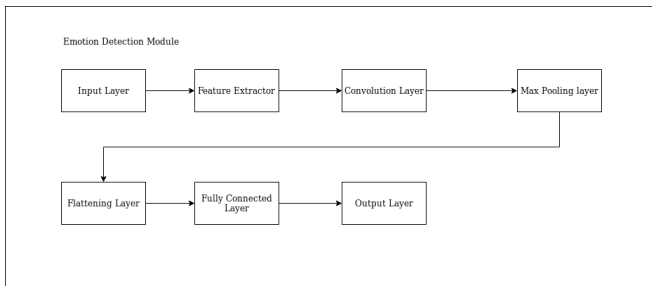 Emotion Detection Module
Input Layer
Feature Extractor
Convolution Layer
Max Pooling layer
Flattening Layer
Fully Connected
Layer
Output Layer